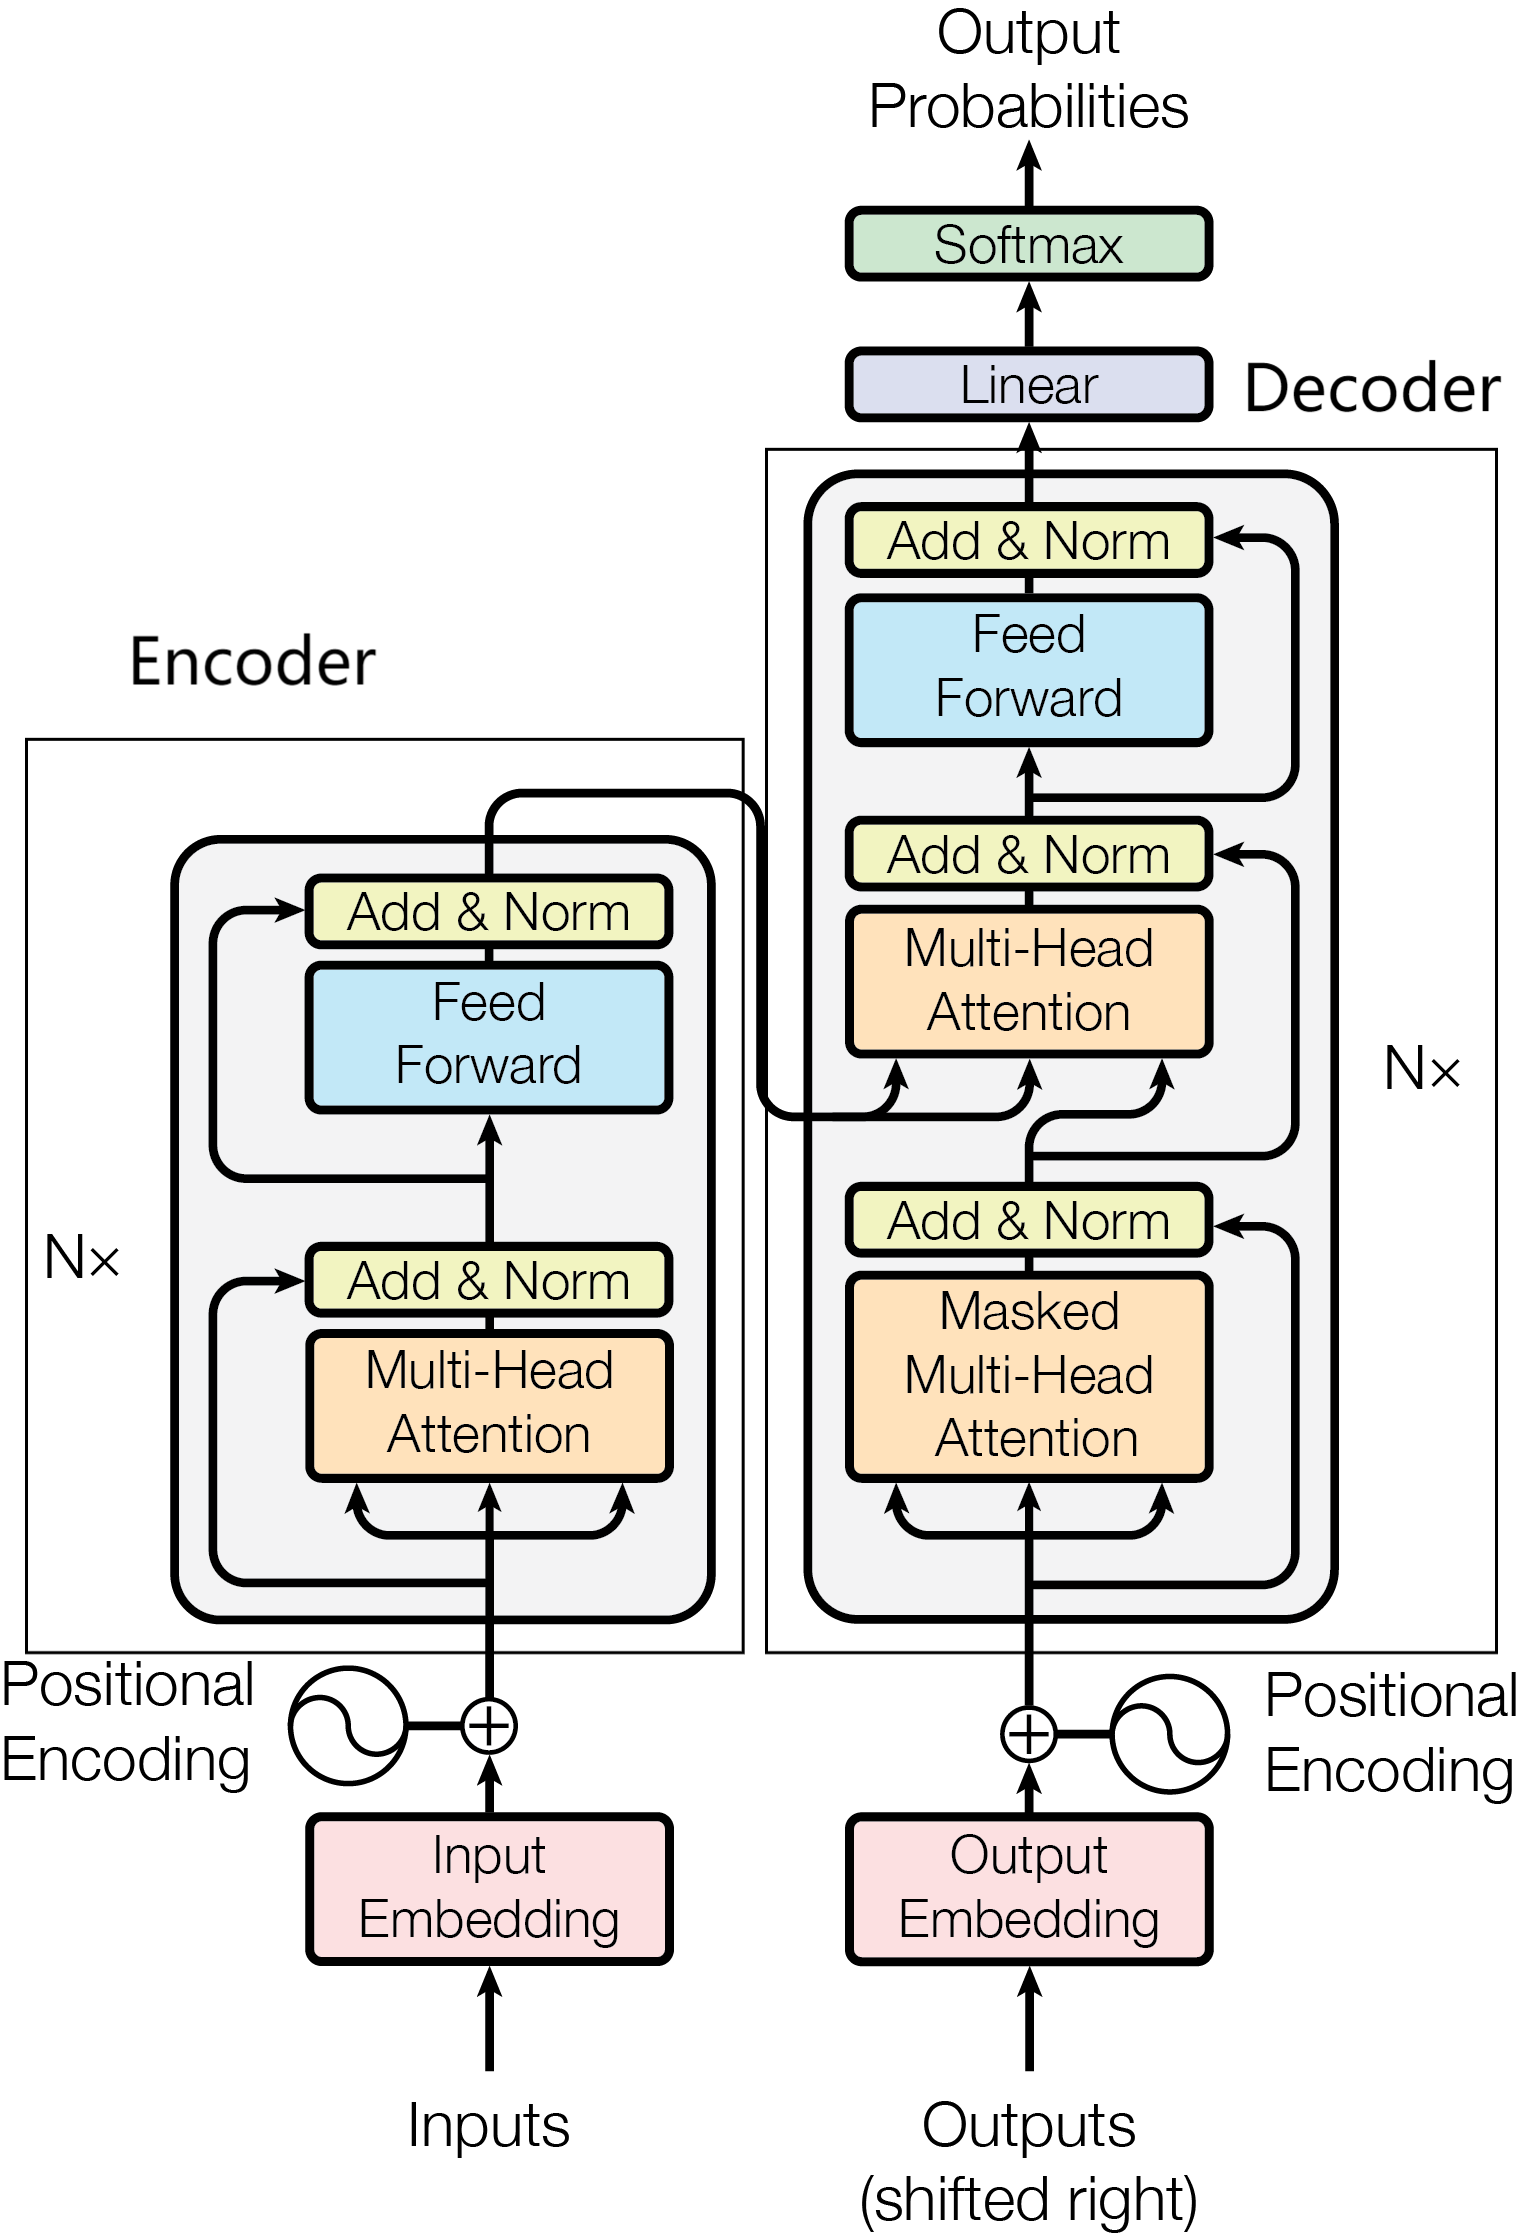 Output
Probabilities
Softmax
Linear
Decoder
Add & Norm
Feed
Forward
Add & Norm
Multi-Head
Attention
N×
Add & Norm
Masked
Multi-Head
Attention
Encoder
Add & Norm
Feed
Forward
N×
Add & Norm
Multi-Head
Attention
Positional
Encoding
Positional
Encoding
Input
Embedding
Output
Embedding
Inputs
Outputs
(shifted right)